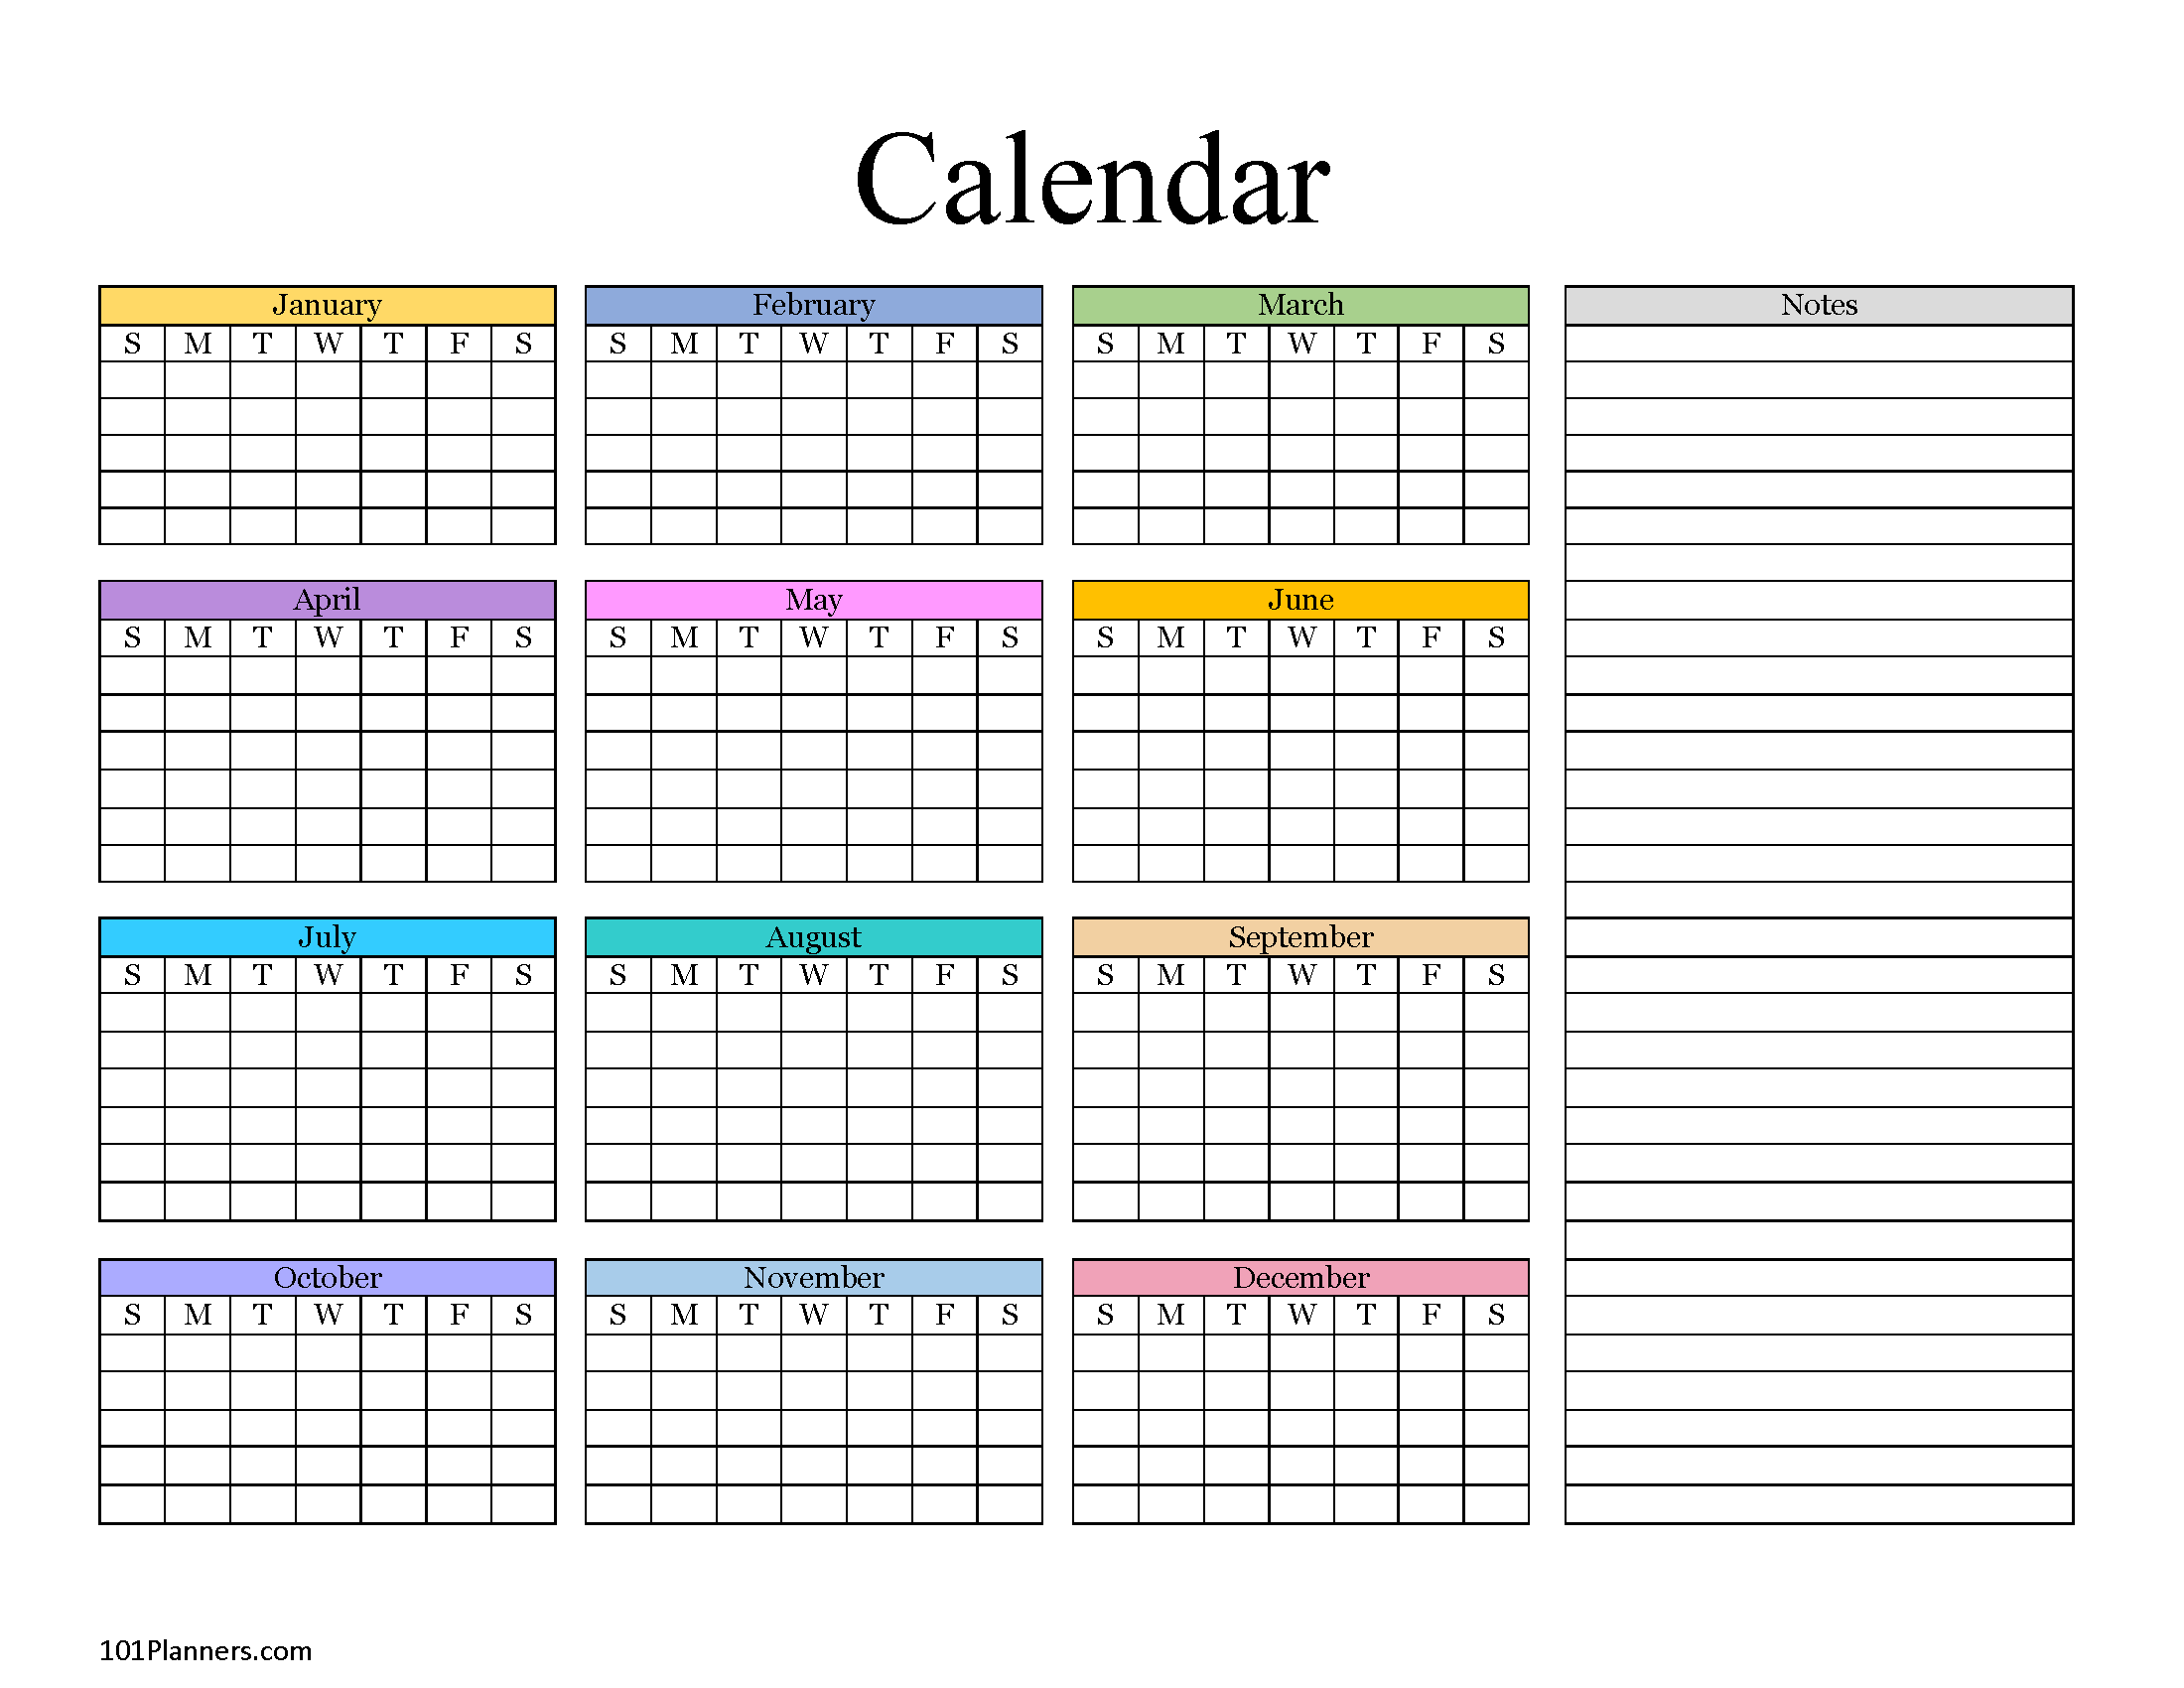 Calendar
January February March Notes
S M T W T F S S M T W T F S S M T W T F S
April May June
S M T W T F S S M T W T F S S M T W T F S
July August September
S M T W T F S S M T W T F S S M T W T F S
October November December
S M T W T F S S M T W T F S S M T W T F S
101Planners.com